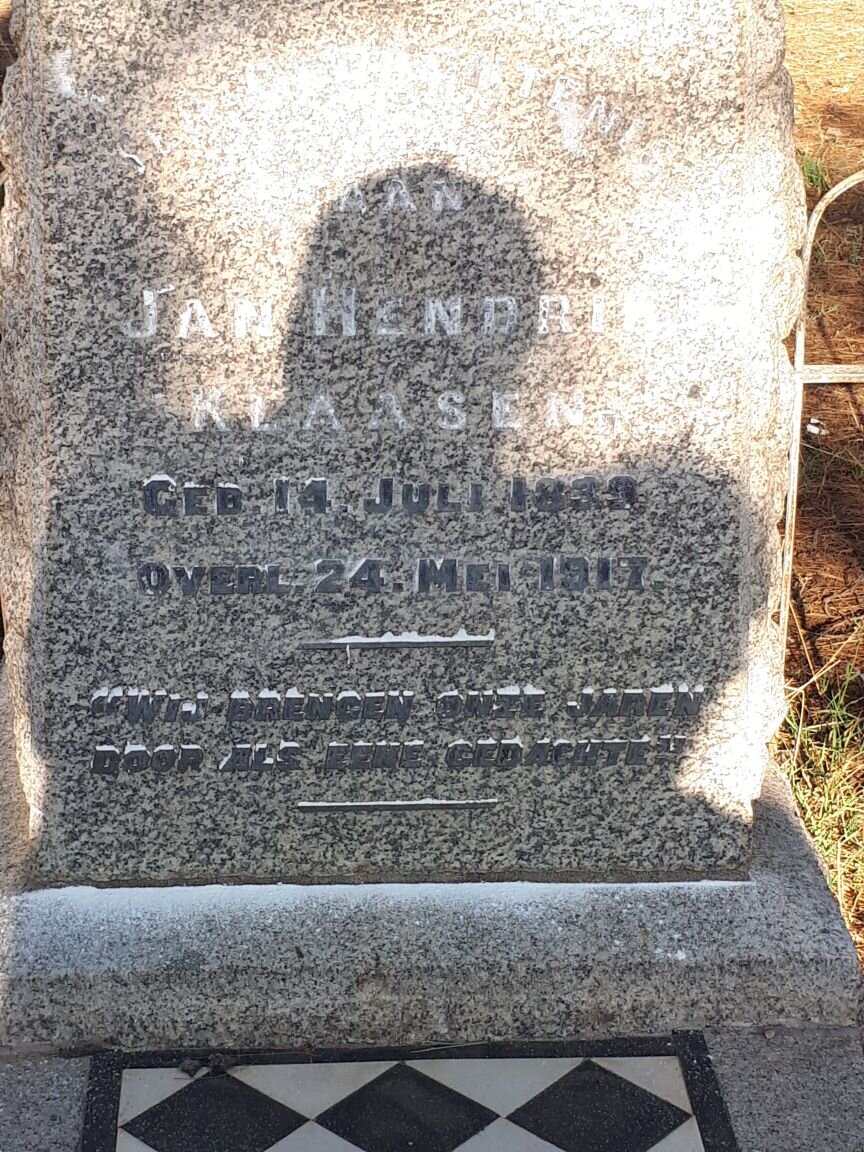 AAN
JAN HENDRIK
KLAASEN,
GEB. 14. JULI 1839
OVERL. 24. MEI 1917.
"WIJ BRENGEN ONZE JAREN
DOOR ALS EENE GEDACHTE"